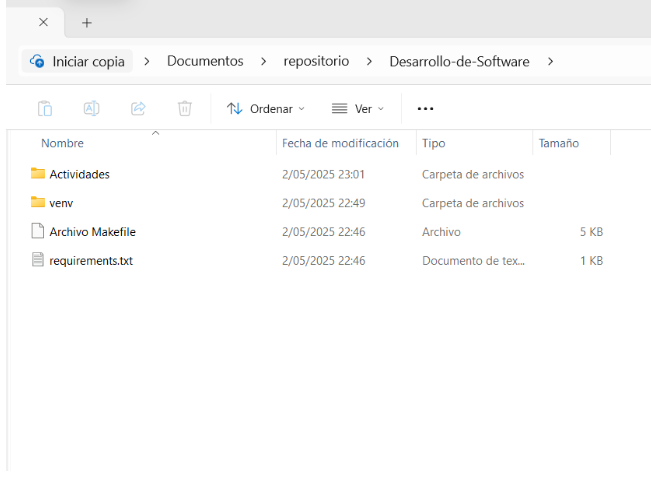 Iniciar copia > Documentos > repositorio > Desarrollo-de-Software >
Ordenar Ver
Nombre Fecha de modificación Tipo Tamaño
Actividades 2/05/2025 23:01 Carpeta de archivos
venv 2/05/2025 22:49 Carpeta de archivos
Archivo Makefile 2/05/2025 22:46 Archivo 5 KB
requirements.txt 2/05/2025 22:46 Documento de tex... 1 KB